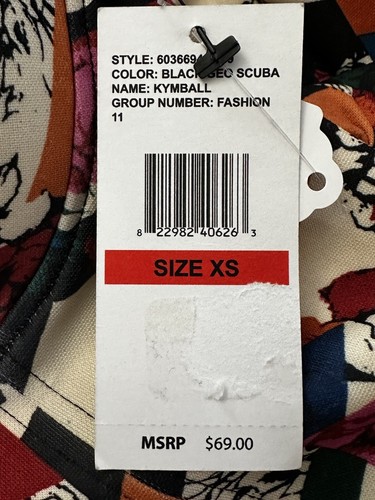 STYLE:
COLOR: BLACK GEO SCUBA
NAME: KYMBALL
GROUP NUMBER: FASHION
11
8 22982 40626 3
SIZE XS
MSRP $69.00